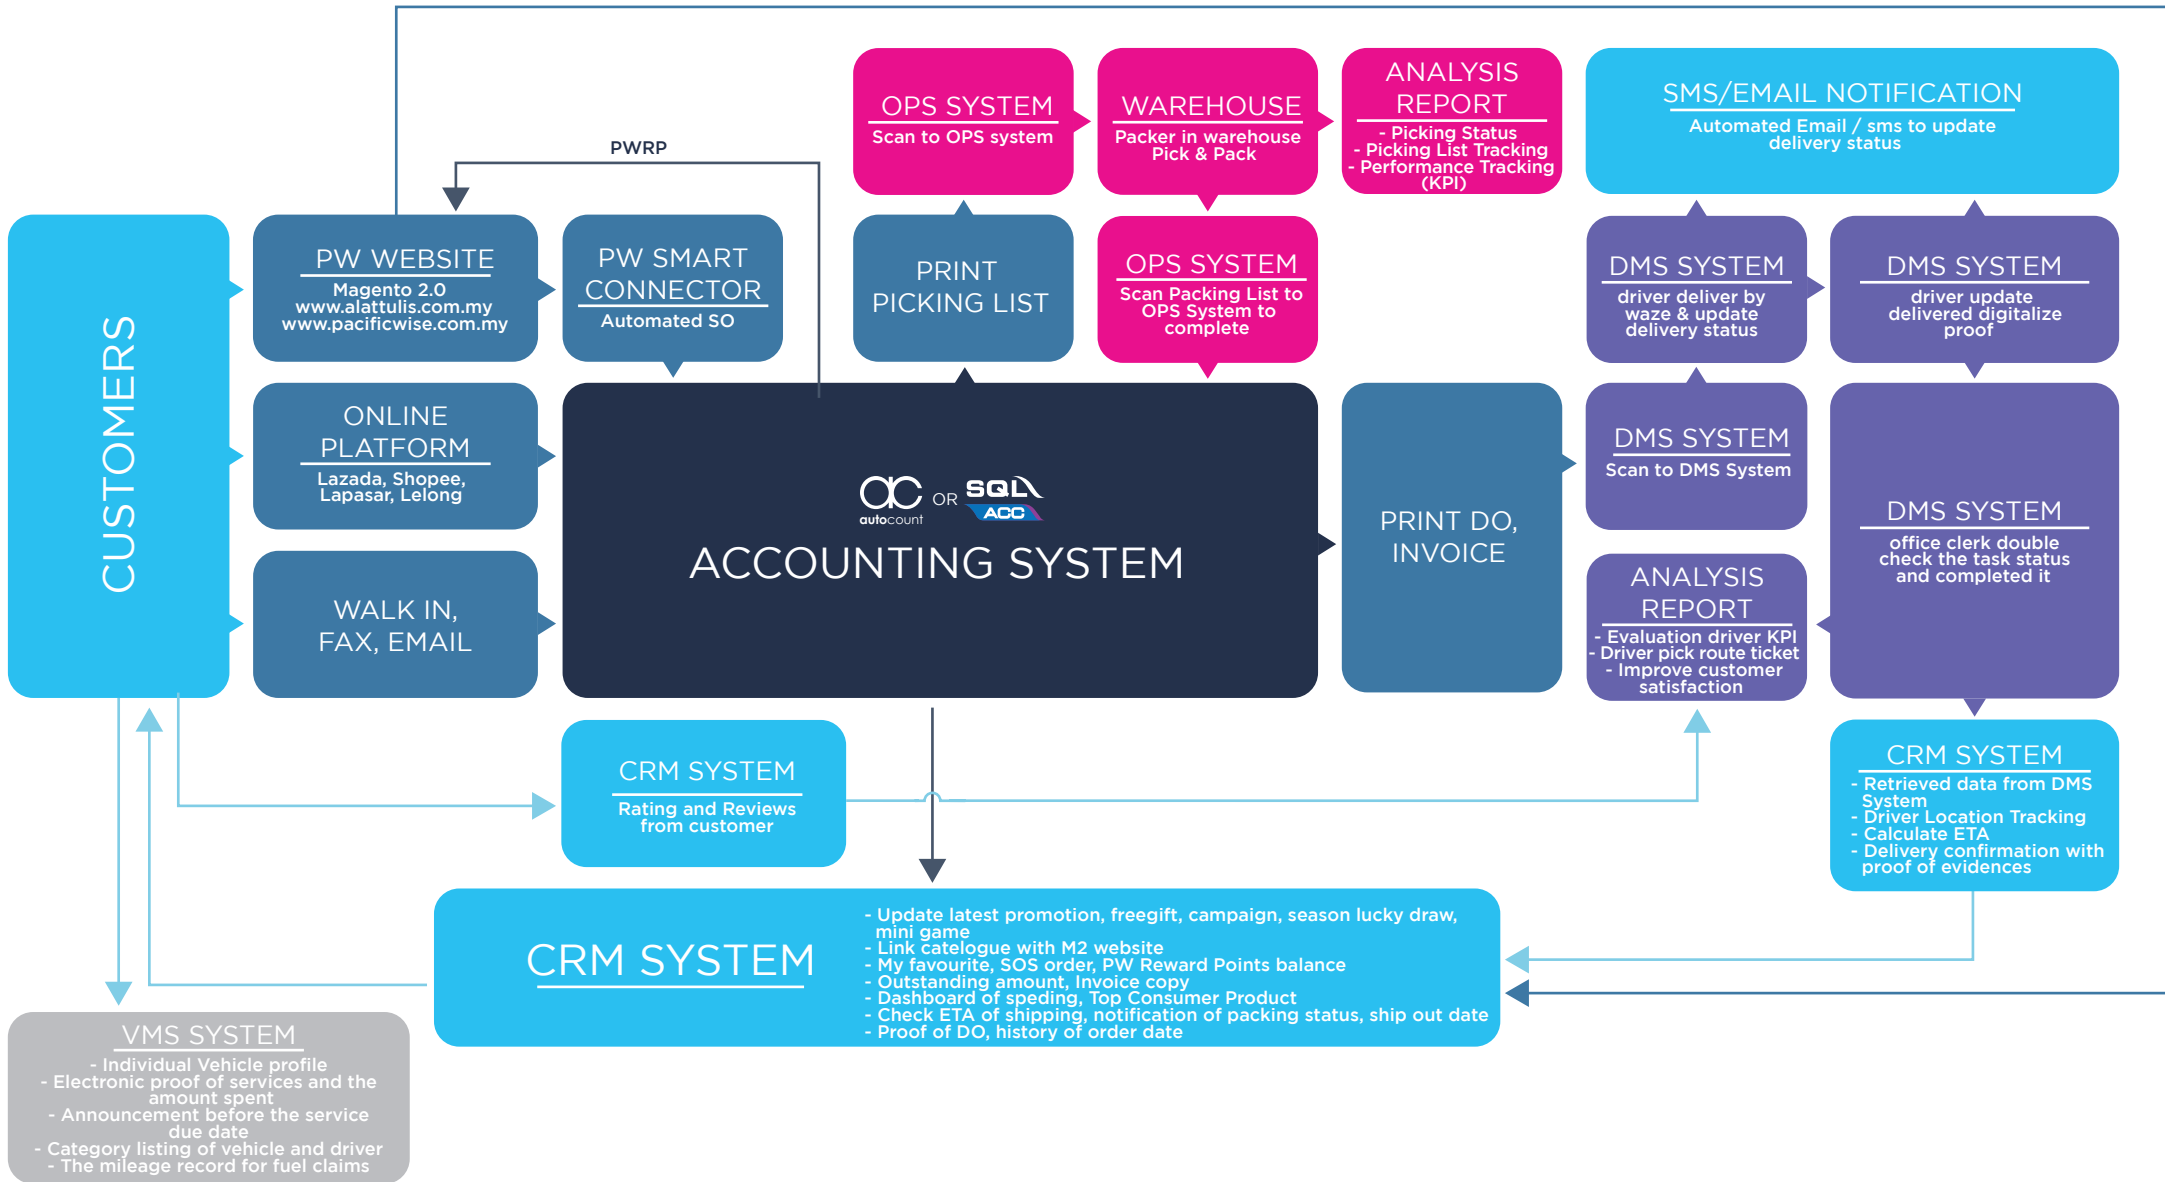 PWRP
CUSTOMERS
PW WEBSITE
Magento 2.0
www.alattulis.com.my
www.pacificwise.com.my
PW SMART
CONNECTOR
Automated SO
ONLINE
PLATFORM
Lazada, Shopee,
Lapasar, Lelong
WALK IN,
FAX, EMAIL
OPS SYSTEM
Scan to OPS system
WAREHOUSE
Packer in warehouse
Pick & Pack
ANALYSIS
REPORT
- Picking Status
- Picking List Tracking
- Performance Tracking
(KPI)
PRINT
PICKING LIST
OPS SYSTEM
Scan Packing List to
OPS System to
complete
ac
autocount
OR
SQL
ACC
ACCOUNTING SYSTEM
PRINT DO,
INVOICE
SMS/EMAIL NOTIFICATION
Automated Email / sms to update
delivery status
DMS SYSTEM
driver deliver by
waze & update
delivery status
DMS SYSTEM
driver update
delivered digitalize
proof
DMS SYSTEM
Scan to DMS System
DMS SYSTEM
office clerk double
check the task status
and completed it
ANALYSIS
REPORT
- Evaluation driver KPI
- Driver pick route ticket
- Improve customer
satisfaction
CRM SYSTEM
Rating and Reviews
from customer
CRM SYSTEM
- Retrieved data from DMS
System
- Driver Location Tracking
- Calculate ETA
- Delivery confirmation with
proof of evidences
CRM SYSTEM
- Update latest promotion, freegift, campaign, season lucky draw,
mini game
- Link catelogue with M2 website
- My favourite, SOS order, PW Reward Points balance
- Outstanding amount, Invoice copy
- Dashboard of speding, Top Consumer Product
- Check ETA of shipping, notification of packing status, ship out date
- Proof of DO, history of order date
VMS SYSTEM
- Individual Vehicle profile
- Electronic proof of services and the
amount spent
- Announcement before the service
due date
- Category listing of vehicle and driver
- The mileage record for fuel claims